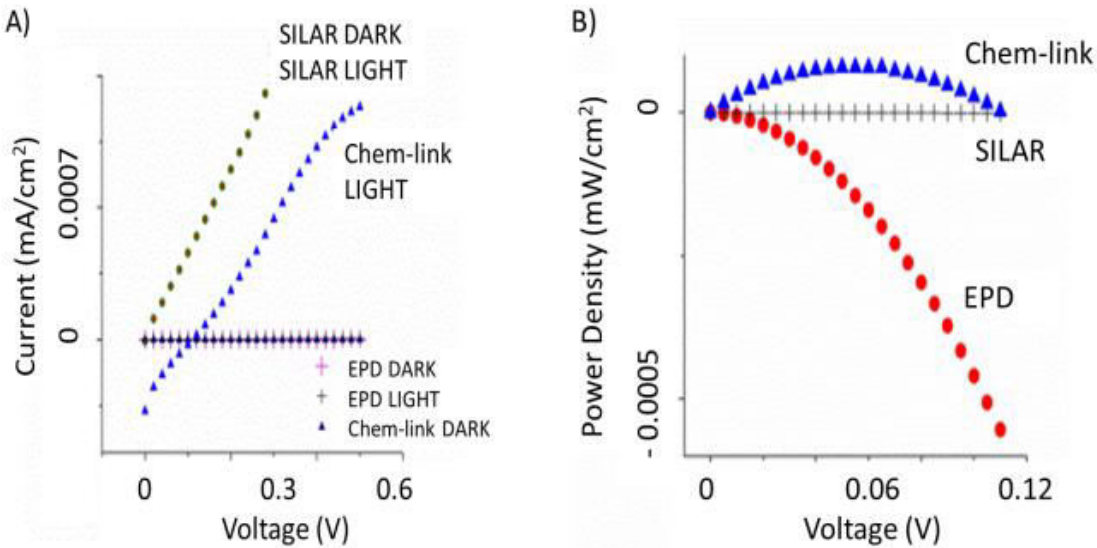 A)
SILAR DARK
SILAR LIGHT
Chem-link
LIGHT
Current (mA/cm²)
0.0007
0
EPD DARK
EPD LIGHT
Chem-link DARK
0
0.3
0.6
Voltage (V)
B)
Chem-link
SILAR
EPD
Power Density (mW/cm²)
0
- 0.0005
0
0.06
0.12
Voltage (V)